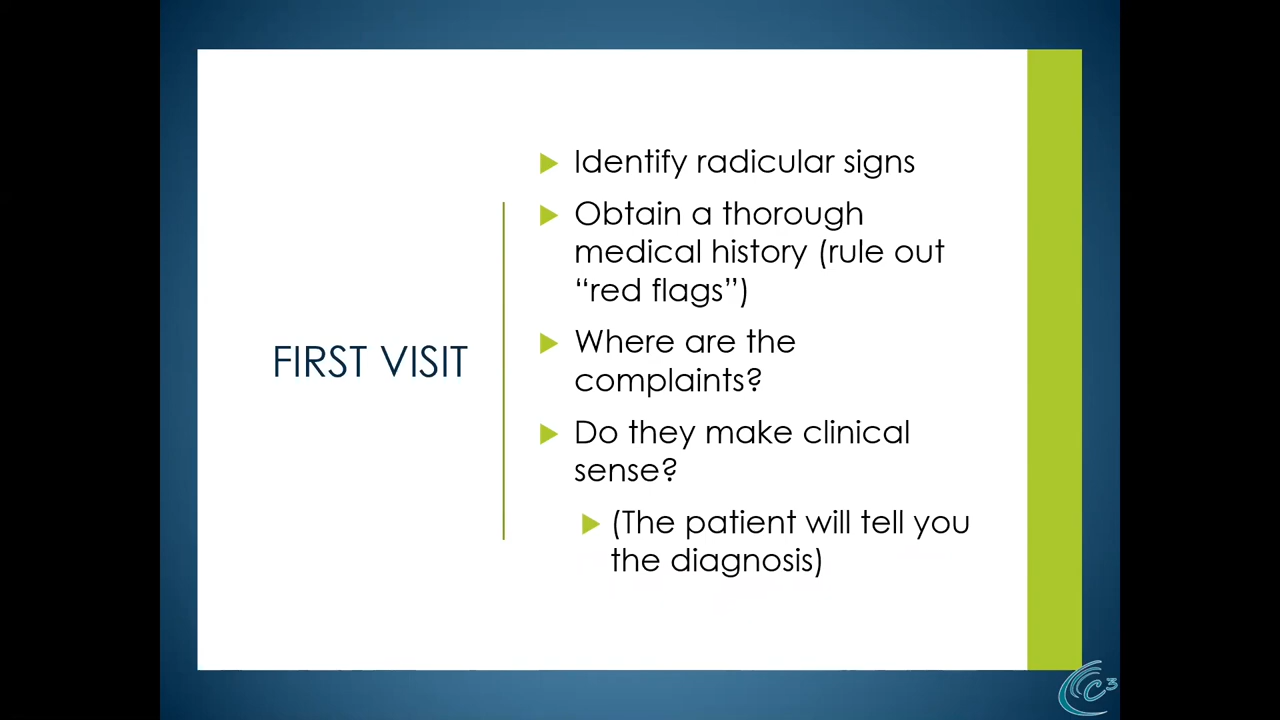 FIRST VISIT
Identify radicular signs
Obtain a thorough
medical history (rule out
“red flags”)
Where are the
complaints?
Do they make clinical
sense?
(The patient will tell you
the diagnosis)
C³